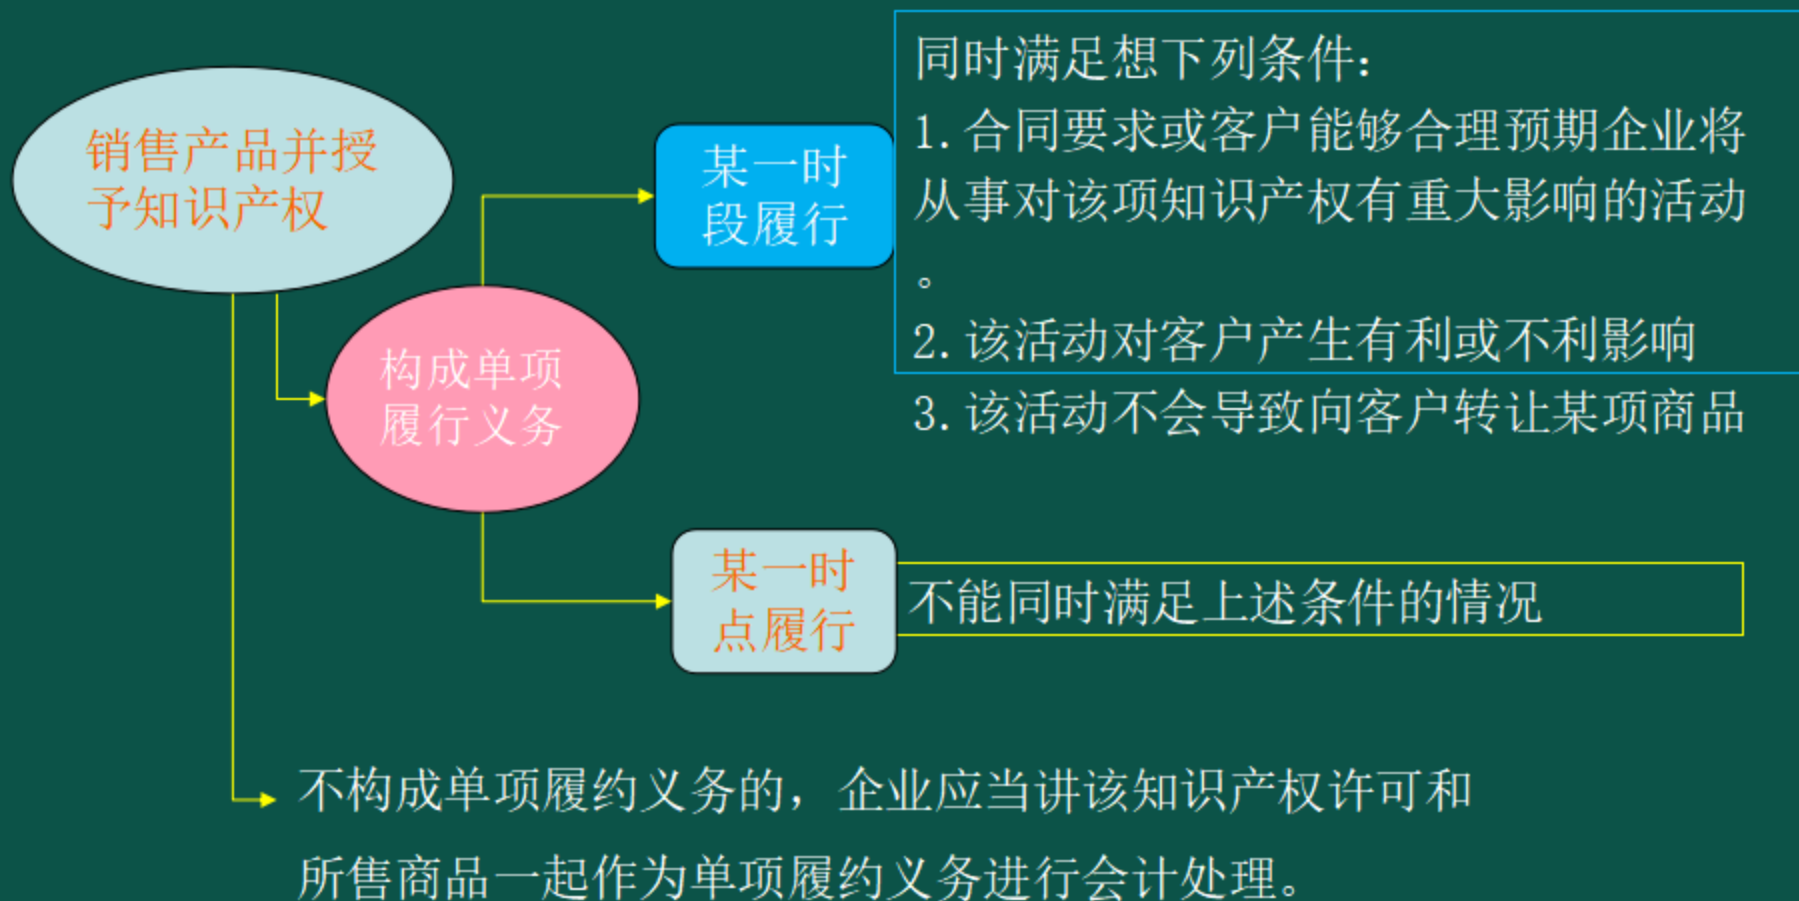 销售产品并授
予知识产权
构成单项
履行义务
某一时
段履行
同时满足想下列条件：
1.合同要求或客户能够合理预期企业将
从事对该项知识产权有重大影响的活动
。
2.该活动对客户产生有利或不利影响
3.该活动不会导致向客户转让某项商品
某一时
点履行
不能同时满足上述条件的情况
不构成单项履约义务的，企业应当讲该知识产权许可和
所售商品一起作为单项履约义务进行会计处理。